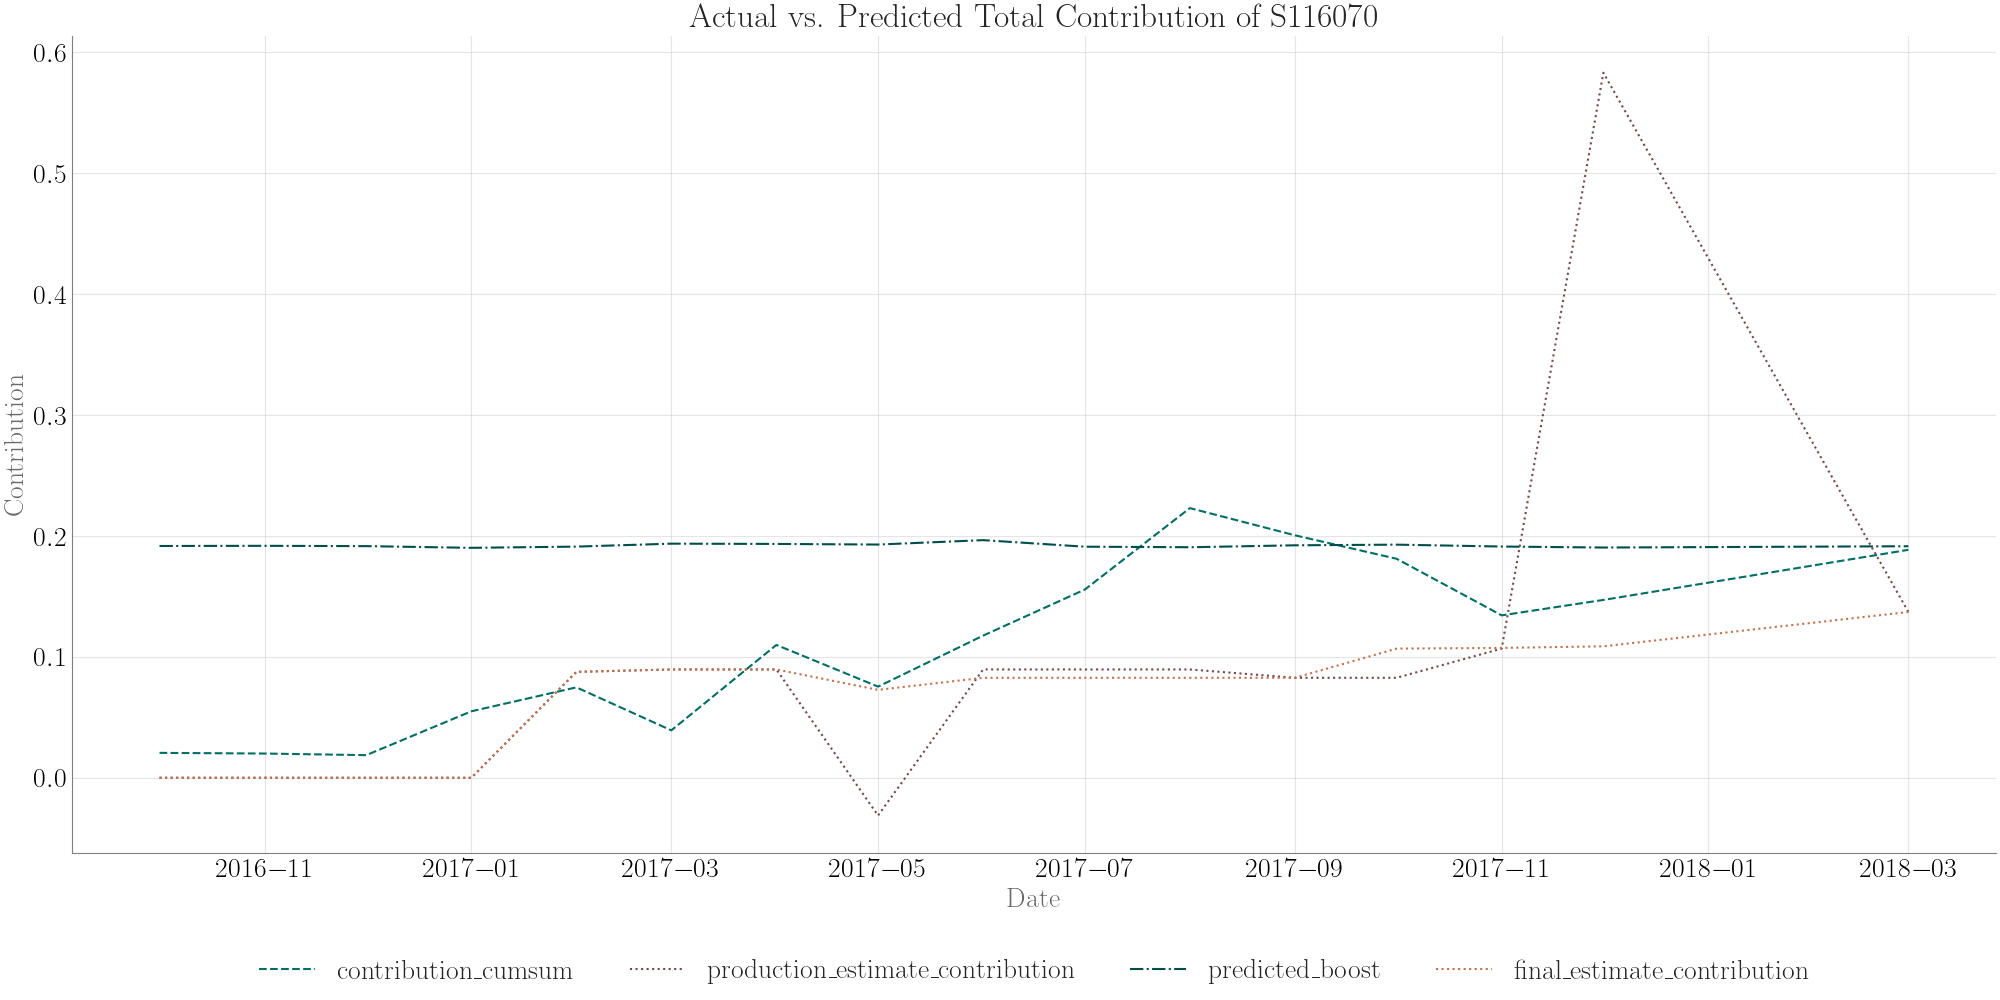 Actual vs. Predicted Total Contribution of S116070
0.6
0.5
0.4
0.3
0.2
0.1
0.0
Contribution
2016–11 2017–01 2017–03 2017–05 2017–07 2017–09 2017–11 2018–01 2018–03
Date
contribution_cumsum production_estimate_contribution predicted_boost final_estimate_contribution